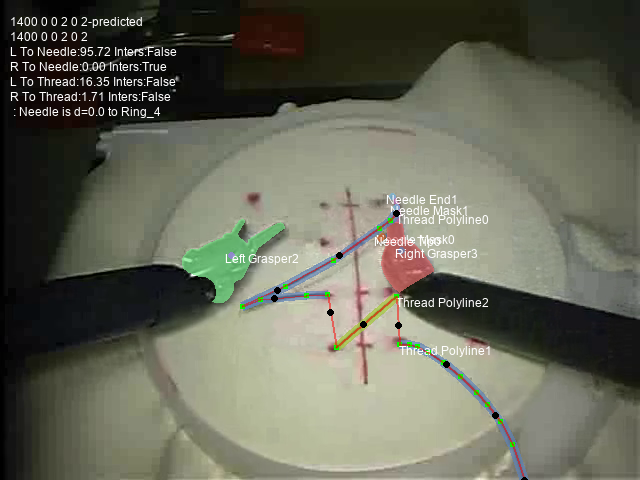 1400 0 0 2 0 2-predicted
1400 0 0 2 0 2
L To Needle:95.72 Inters:False
R To Needle:0.00 Inters:True
L To Thread:16.35 Inters:False
R To Thread:1.71 Inters:False
: Needle is d=0.0 to Ring_4
Needle End1
Needle Mask1
Thread Polyline0
Left Grasper2
Right Grasper3
Thread Polyline2
Thread Polyline1